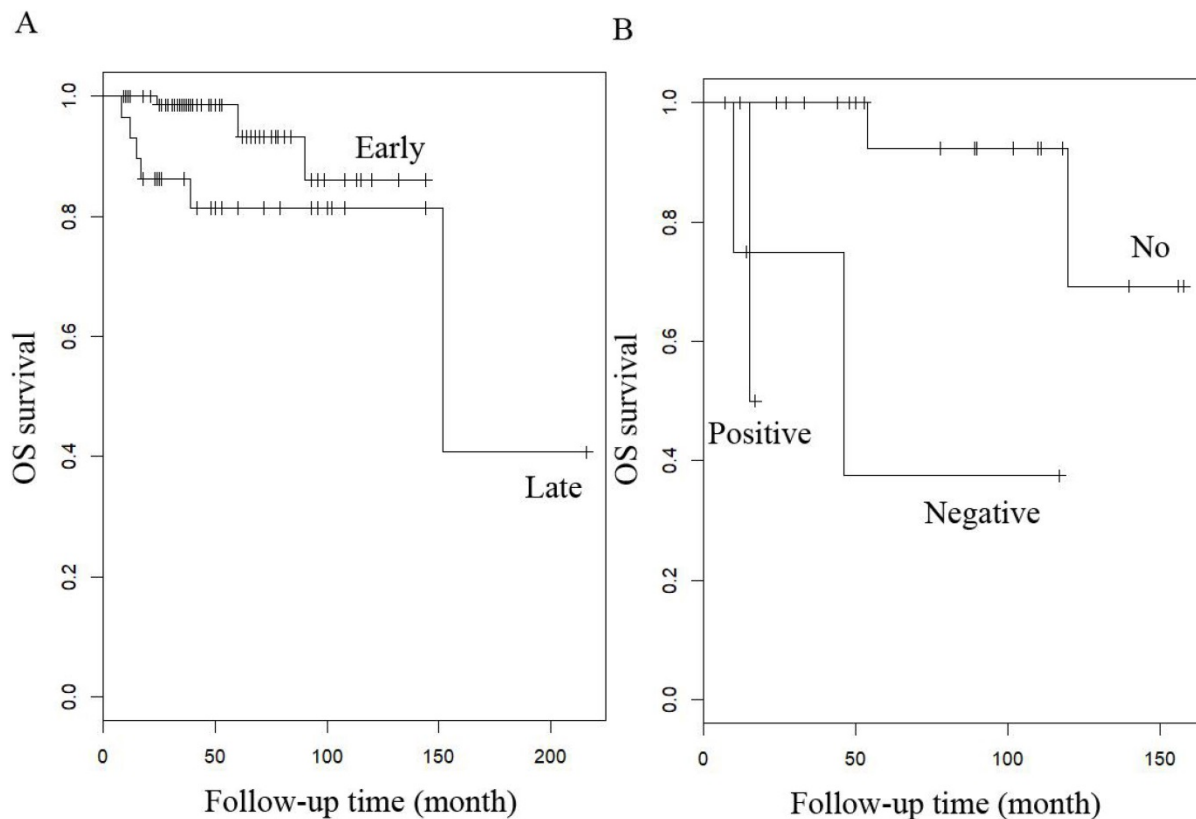 A
OS survival
1.0
0.8
0.6
0.4
0.2
0.0
Early
Late
0 50 100 150 200
Follow-up time (month)
B
OS survival
1.0
0.8
0.6
0.4
0.2
0.0
No
Positive
Negative
0 50 100 150
Follow-up time (month)